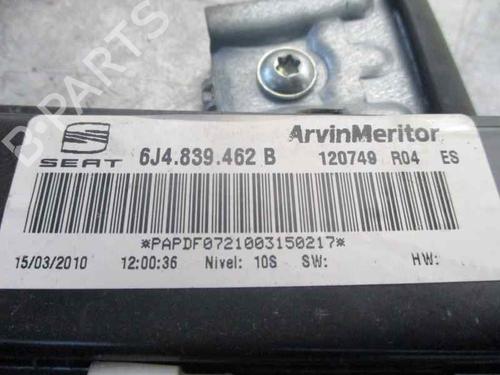 B-PARTS
SEAT 6J4.839.462 B ArvinMeritor
120749 R04 ES
*PAPDF0721003150217*
15/03/2010 12:00:36 Nivel: 10S SW: HW: